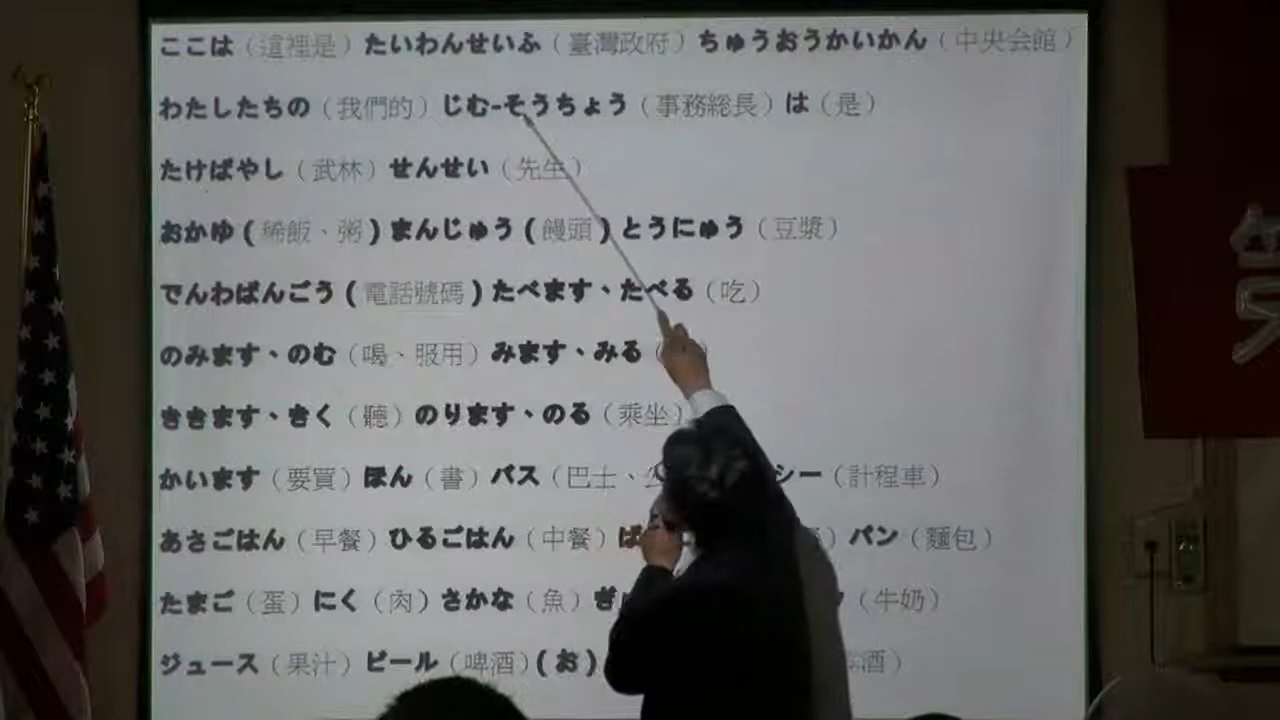 ここは（這裡是）たいわんせいふ（臺灣政府）ちゅうおうかいかん（中央会館）
わたしたちの（我們的）じむ-そうちょう（事務総長）は（是）
たけばやし（武林）せんせい（先生）
おかゆ(稀飯、粥)まんじゅう(饅頭)とうにゅう（豆漿）
でんわばんごう(電話號碼)たべます、たべる（吃）
のみます、のむ（喝、服用）みます、みる
ききます、きく（聽）のります、のる（乘坐）
かいます（要買）ほん（書）バス（巴士、 シー（計程車）
あさごはん（早餐）ひるごはん（中餐）ば ）パン（麵包）
たまご（蛋）にく（肉）さかな（魚）ぎ （牛奶）
ジュース（果汁）ビール（啤酒）(お) 酒）